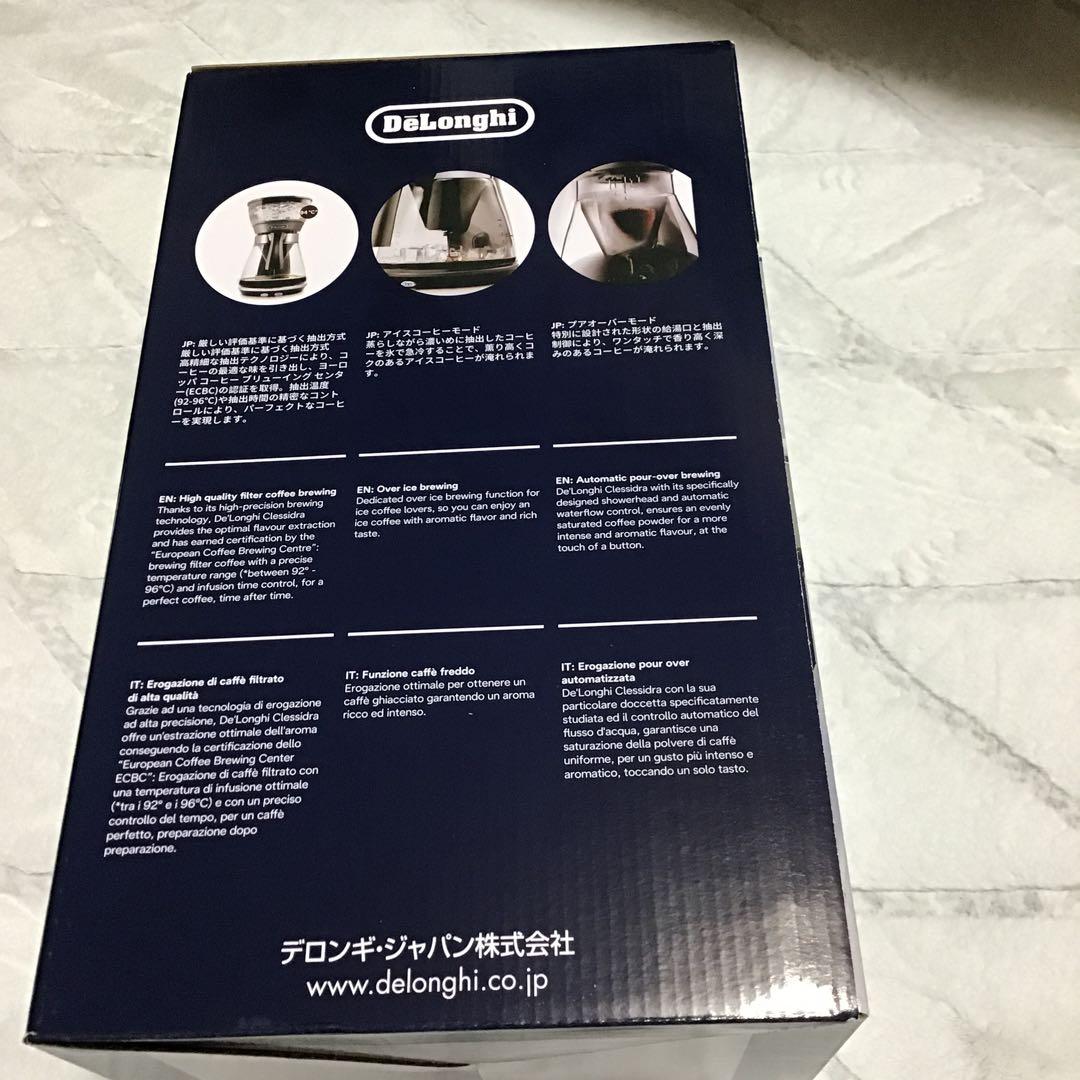 DēLonghi
JP: 厳しい評価基準に基づく抽出方式
厳しい評価基準に基づく抽出方式
高精細な抽出テクノロジーにより、コ
ーヒーの最適な味を引き出し、ヨーロ
ッパ コーヒー ブリューイング センタ
ー(ECBC)の認証を取得。抽出温度
(92-96℃)や抽出時間の精密なコント
ロールにより、パーフェクトなコーヒ
ーを実現します。
JP: アイスコーヒーモード
蒸らしながら濃いめに抽出したコーヒ
ーを氷で急冷することで、薫り高くコ
クのあるアイスコーヒーが淹れられま
す。
JP: プアオーバーモード
特別に設計された形状の給湯口と抽出
制御により、ワンタッチで香り高く深
みのあるコーヒーが淹れられます。
EN: High quality filter coffee brewing
Thanks to its high-precision brewing
technology, De'Longhi Clessidra
provides the optimal flavour extraction
and has earned certification by the
"European Coffee Brewing Centre":
brewing filter coffee with a precise
temperature range (*between 92° -
96°C) and infusion time control, for a
perfect coffee, time after time.
EN: Over ice brewing
Dedicated over ice brewing function for
ice coffee lovers, so you can enjoy an
ice coffee with aromatic flavor and rich
taste.
EN: Automatic pour-over brewing
De'Longhi Clessidra with its specifically
designed showerhead and automatic
waterflow control, ensures an evenly
saturated coffee powder for a more
intense and aromatic flavour, at the
touch of a button.
IT: Erogazione di caffè filtrato
di alta qualità
Grazie ad una tecnologia di erogazione
ad alta precisione, De'Longhi Clessidra
offre un'estrazione ottimale dell'aroma
conseguendo la certificazione dello
"European Coffee Brewing Center
ECBC": Erogazione di caffè filtrato con
una temperatura di infusione ottimale
(*tra i 92° e i 96°C) e con un preciso
controllo del tempo, per un caffè
perfetto, preparazione dopo
preparazione.
IT: Funzione caffè freddo
Erogazione ottimale per ottenere un
caffè ghiacciato garantendo un aroma
ricco ed intenso.
IT: Erogazione pour over
automatizzata
De'Longhi Clessidra con la sua
particolare doccetta specificatamente
studiata ed il controllo automatico del
flusso d'acqua, garantisce una
saturazione della polvere di caffè
uniforme, per un gusto più intenso e
aromatico, toccando un solo tasto.
デロンギ・ジャパン株式会社
www.delonghi.co.jp